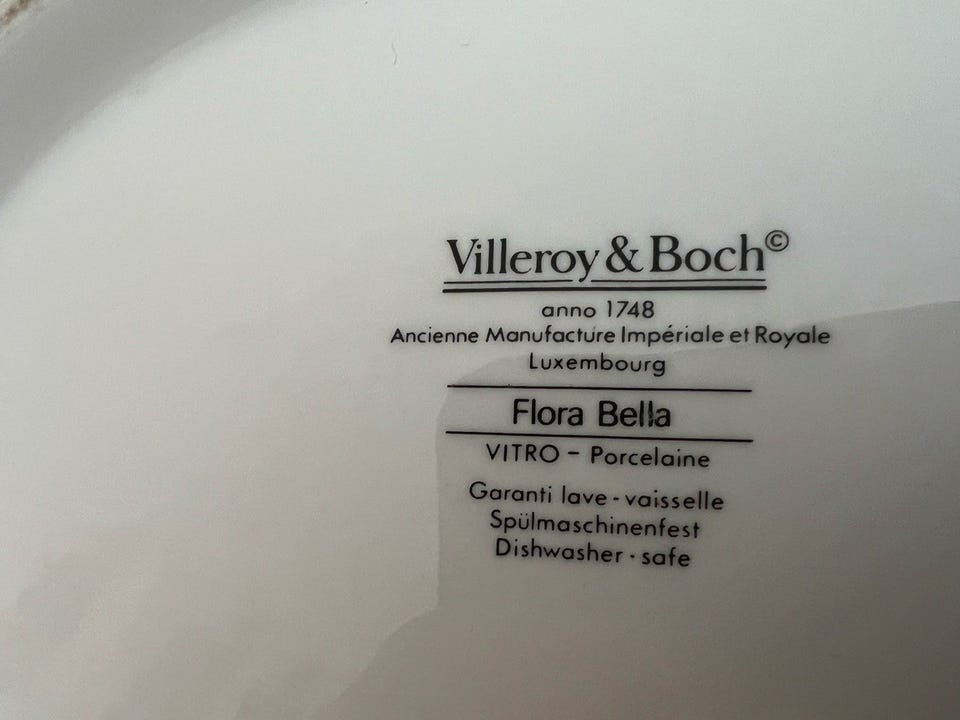 Villeroy & Boch©
anno 1748
Ancienne Manufacture Impériale et Royale
Luxembourg
Flora Bella
VITRO - Porcelaine
Garanti lave - vaisselle
Spülmaschinenfest
Dishwasher · safe